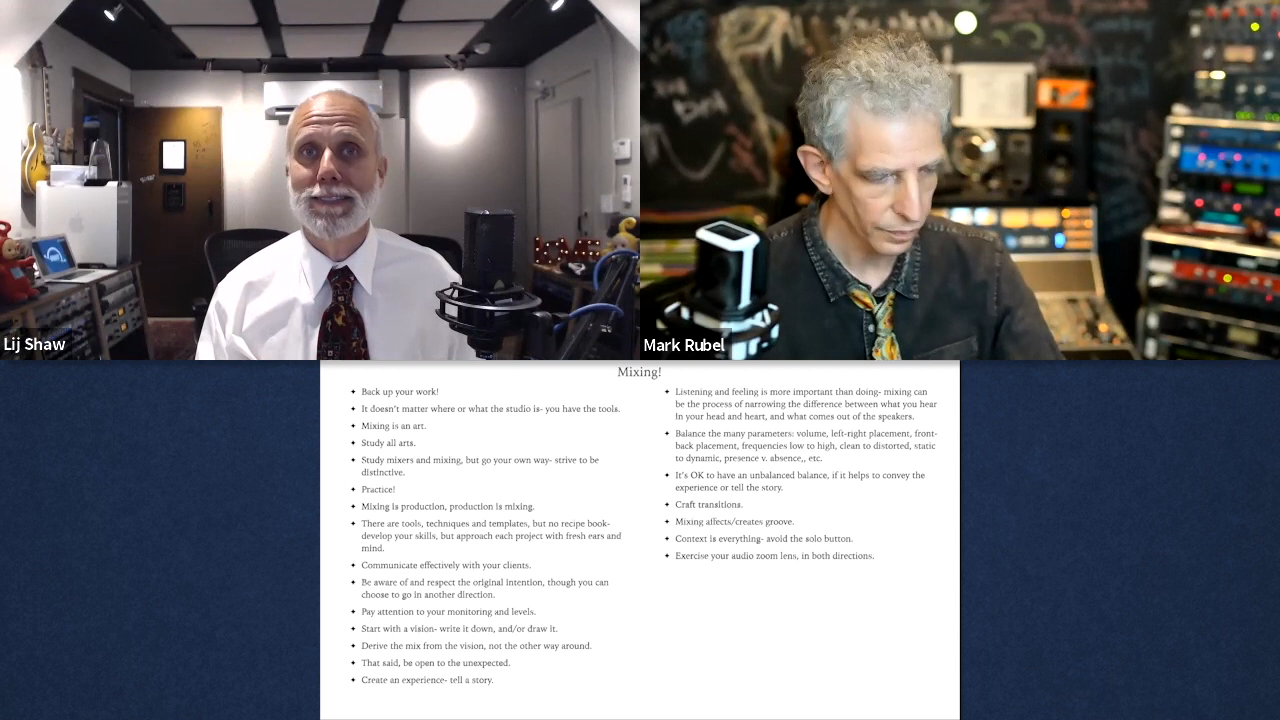 Lij Shaw
Mark Rubel
Mixing!
✦ Back up your work!
✦ It doesn't matter where or what the studio is- you have the tools.
✦ Mixing is an art.
✦ Study all arts.
✦ Study mixers and mixing, but go your own way- strive to be
distinctive.
✦ Practice!
✦ Mixing is production, production is mixing.
✦ There are tools, techniques and templates, but no recipe book-
develop your skills, but approach each project with fresh ears and
mind.
✦ Communicate effectively with your clients.
✦ Be aware of and respect the original intention, though you can
choose to go in another direction.
✦ Pay attention to your monitoring and levels.
✦ Start with a vision- write it down, and/or draw it.
✦ Derive the mix from the vision, not the other way around.
✦ That said, be open to the unexpected.
✦ Create an experience- tell a story.
✦ Listening and feeling is more important than doing- mixing can
be the process of narrowing the difference between what you hear
in your head and heart, and what comes out of the speakers.
✦ Balance the many parameters: volume, left-right placement, front-
back placement, frequencies low to high, clean to distorted, static
to dynamic, presence v. absence,, etc.
✦ It's OK to have an unbalanced balance, if it helps to convey the
experience or tell the story.
✦ Craft transitions.
✦ Mixing affects/creates groove.
✦ Context is everything- avoid the solo button.
✦ Exercise your audio zoom lens, in both directions.